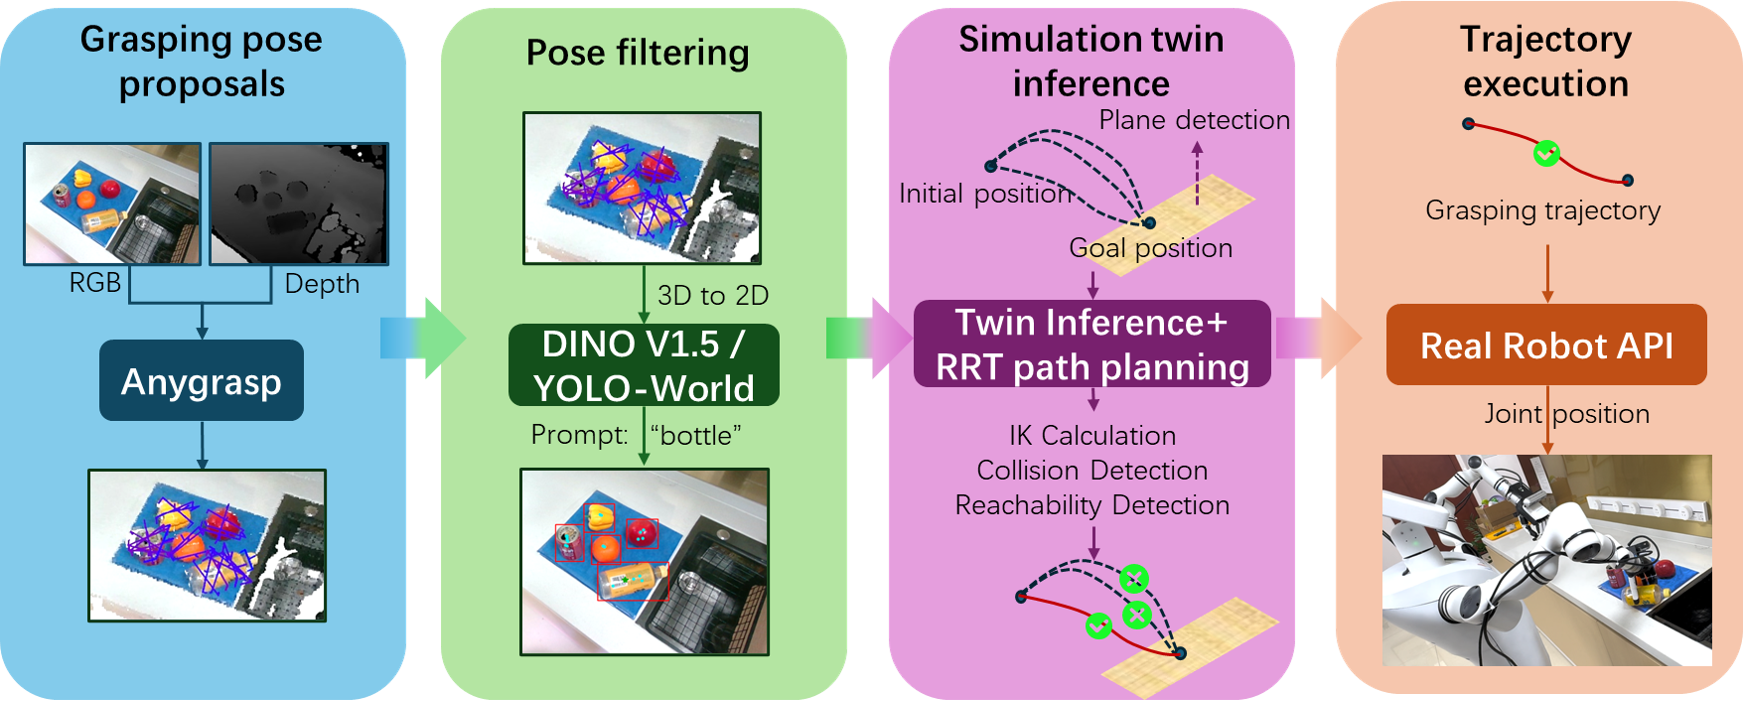 Grasping pose
proposals
RGB
Depth
Anygrasp
Pose filtering
3D to 2D
DINO V1.5 /
YOLO-World
Prompt: “bottle”
Simulation twin
inference
Plane detection
Initial position
Goal position
Twin Inference+
RRT path planning
IK Calculation
Collision Detection
Reachability Detection
Trajectory
execution
Grasping trajectory
Real Robot API
Joint position